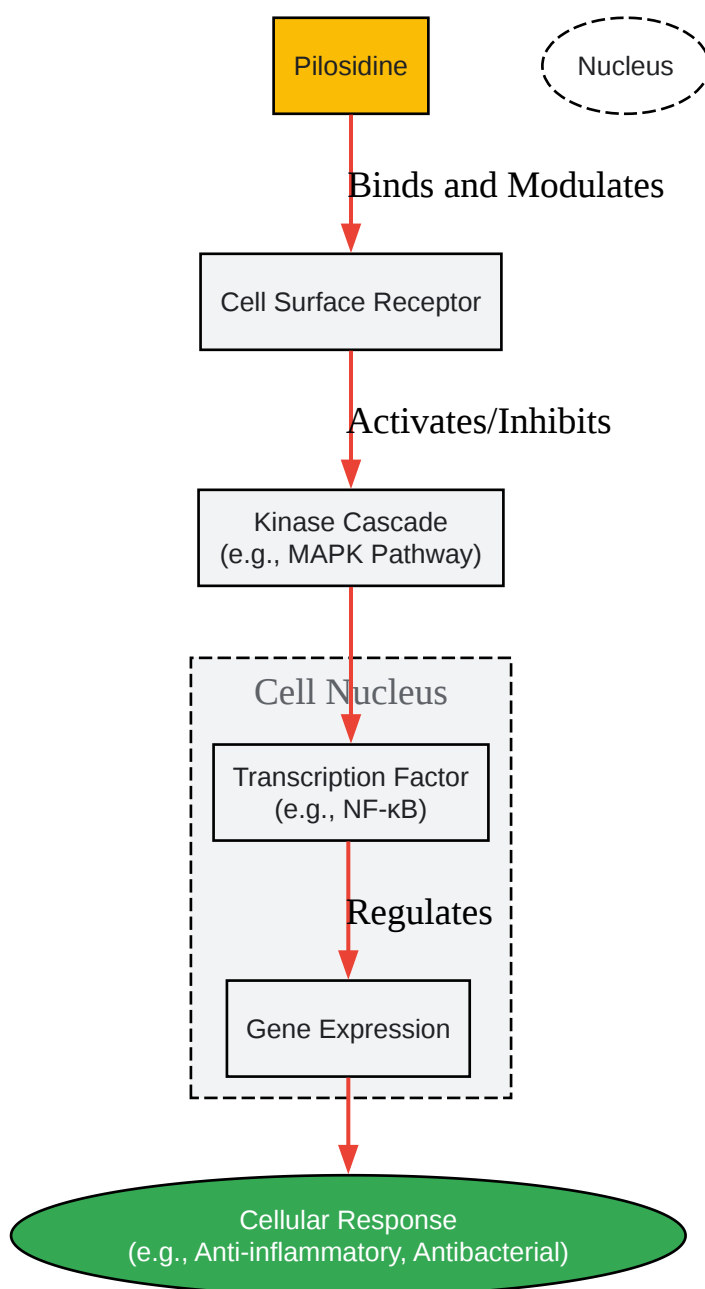 Pilosidine
Nucleus
Binds and Modulates
Cell Surface Receptor
Activates/Inhibits
Kinase Cascade
(e.g., MAPK Pathway)
Cell Nucleus
Transcription Factor
(e.g., NF-κB)
Regulates
Gene Expression
Cellular Response
(e.g., Anti-inflammatory, Antibacterial)